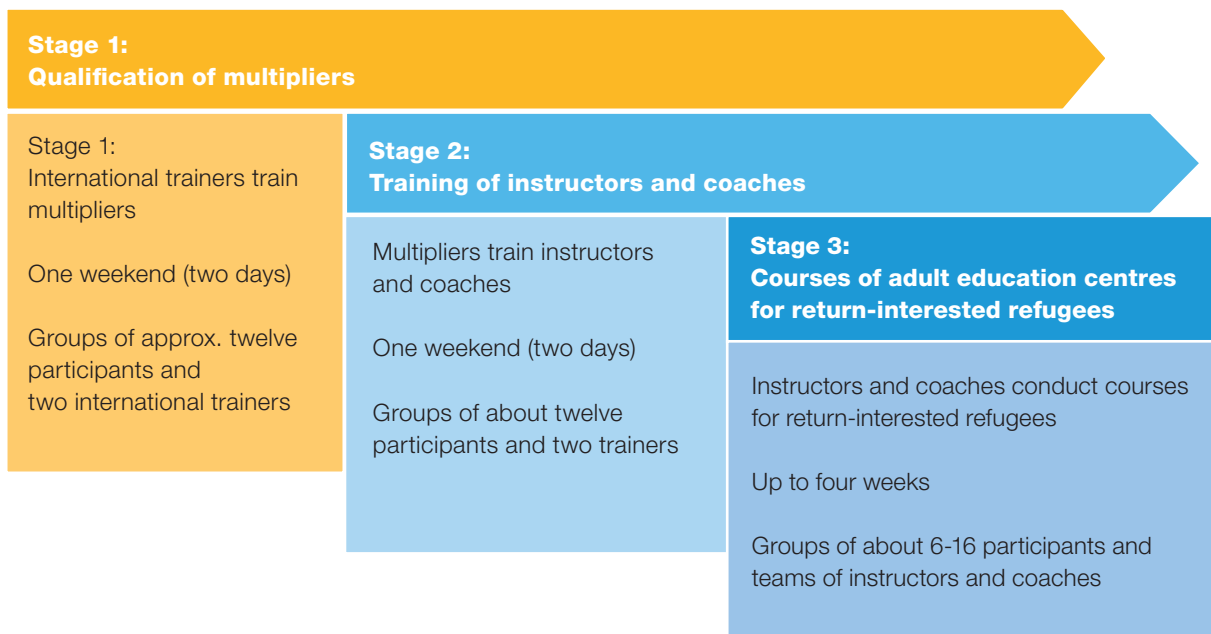 Stage 1:
Qualification of multipliers
Stage 1:
International trainers train
multipliers
One weekend (two days)
Groups of approx. twelve
participants and
two international trainers
Stage 2:
Training of instructors and coaches
Multipliers train instructors
and coaches
One weekend (two days)
Groups of about twelve
participants and two trainers
Stage 3:
Courses of adult education centres
for return-interested refugees
Instructors and coaches conduct courses
for return-interested refugees
Up to four weeks
Groups of about 6-16 participants and
teams of instructors and coaches